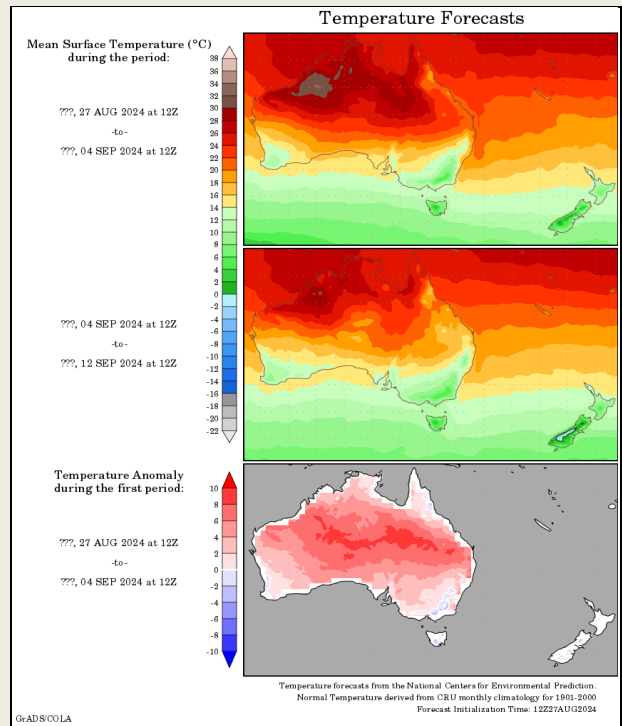 Temperature Forecasts
Mean Surface Temperature (°C)
during the period:
???, 27 AUG 2024 at 12Z
-to-
???, 04 SEP 2024 at 12Z
38
36
34
32
30
28
26
24
22
20
18
16
14
12
10
8
6
4
2
0
-2
-4
-6
-8
-10
-12
-14
-16
-18
-20
-22
???, 04 SEP 2024 at 12Z
-to-
???, 12 SEP 2024 at 12Z
Temperature Anomaly
during the first period:
???, 27 AUG 2024 at 12Z
-to-
???, 04 SEP 2024 at 12Z
10
8
6
4
2
0
-2
-4
-6
-8
-10
Temperature forecasts from the National Centers for Environmental Prediction.
Normal Temperature derived from CRU monthly climatology for 1901-2000
Forecast Initialization Time: 12Z27AUG2024
GrADS/COLA